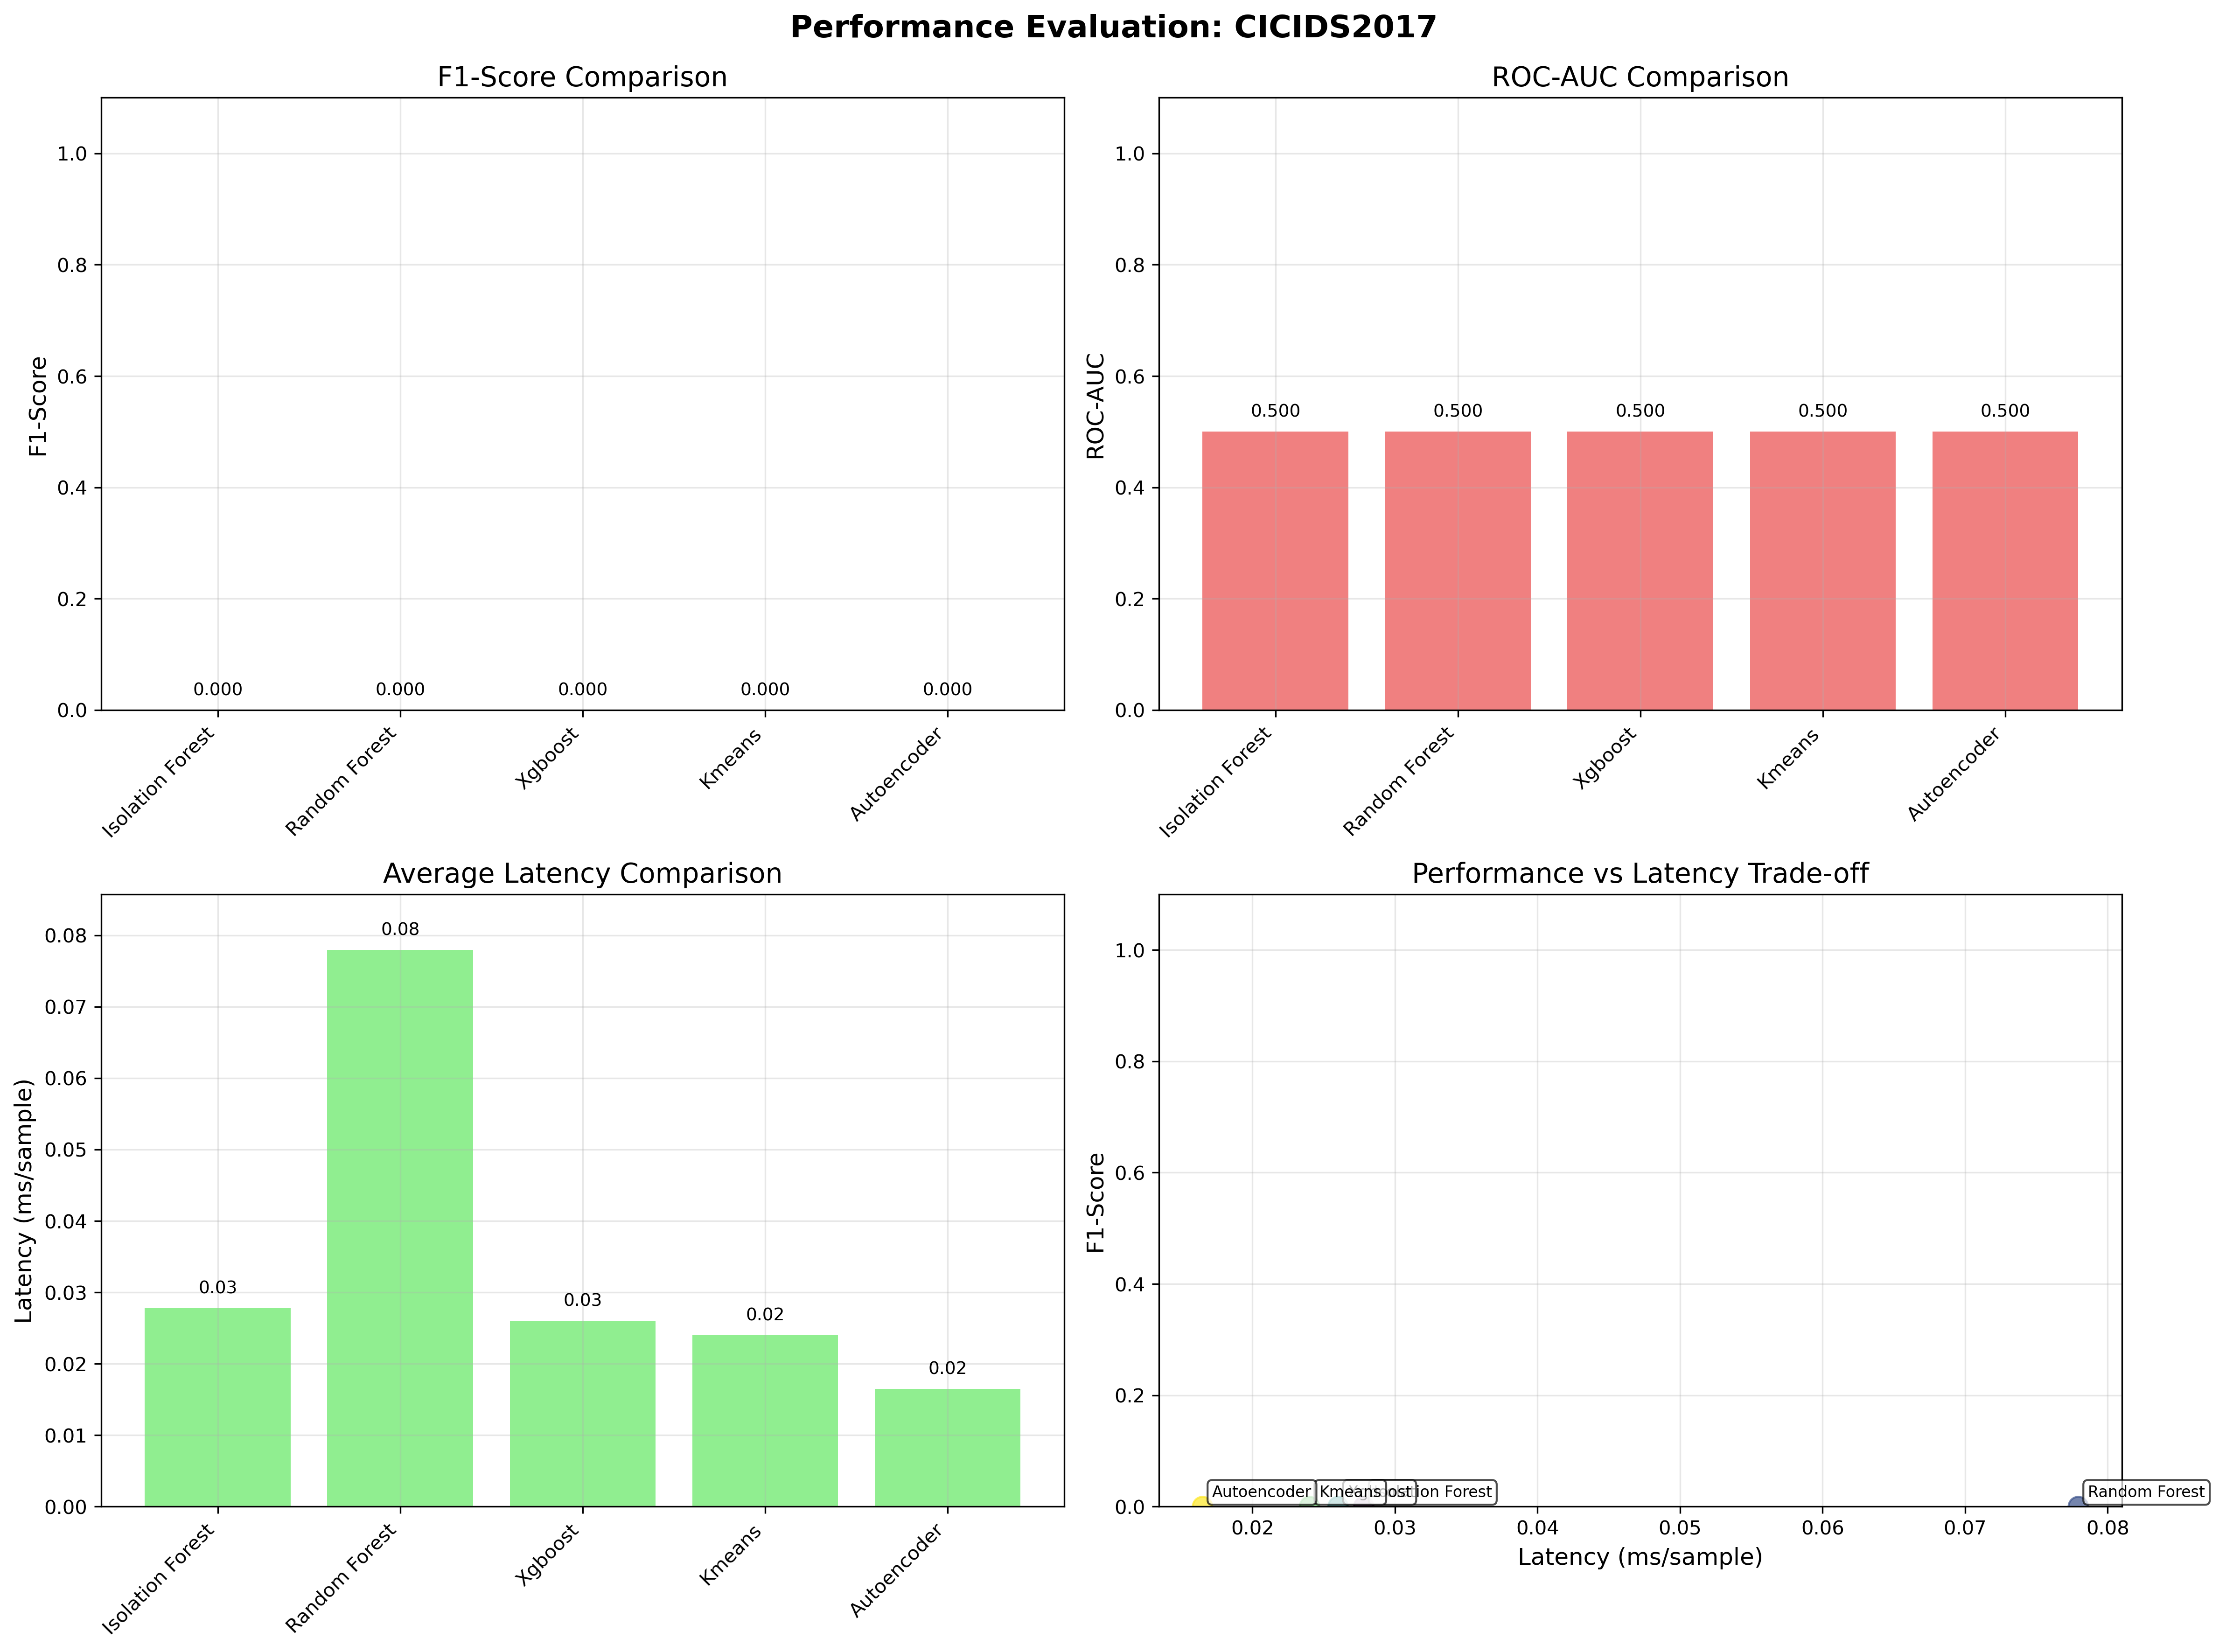 Performance Evaluation: CICIDS2017
F1-Score Comparison
F1-Score
1.0
0.8
0.6
0.4
0.2
0.0
0.000
0.000
0.000
0.000
0.000
Isolation Forest
Random Forest
Xgboost
Kmeans
Autoencoder
ROC-AUC Comparison
ROC-AUC
1.0
0.8
0.6
0.4
0.2
0.0
0.500
0.500
0.500
0.500
0.500
Isolation Forest
Random Forest
Xgboost
Kmeans
Autoencoder
Average Latency Comparison
Latency (ms/sample)
0.08
0.07
0.06
0.05
0.04
0.03
0.02
0.01
0.00
0.03
0.08
0.03
0.02
0.02
Isolation Forest
Random Forest
Xgboost
Kmeans
Autoencoder
Performance vs Latency Trade-off
F1-Score
1.0
0.8
0.6
0.4
0.2
0.0
Autoencoder
Kmeans
Forest
Random Forest
0.02
0.03
0.04
0.05
0.06
0.07
0.08
Latency (ms/sample)